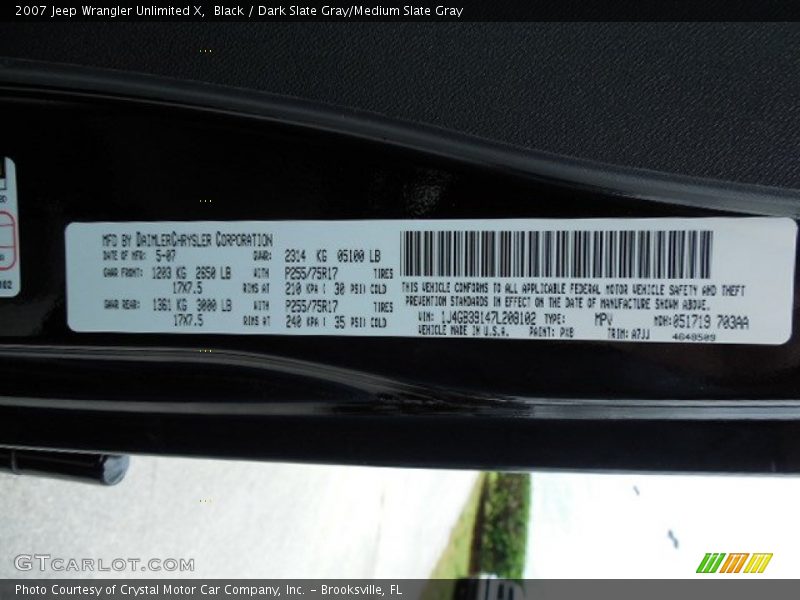 2007 Jeep Wrangler Unlimited X, Black / Dark Slate Gray/Medium Slate Gray
MFD BY DAIMLERCHRYSLER CORPORATION
DATE OF MFR: 5-07 GVWR: 2314 KG 05100 LB
GAWR FRONT: 1203 KG 2650 LB WITH P255/75R17 TIRES
17X7.5 RIMS AT 210 KPA ( 30 PSI) COLD
GAWR REAR: 1361 KG 3000 LB WITH P255/75R17 TIRES
17X7.5 RIMS AT 240 KPA ( 35 PSI) COLD
THIS VEHICLE CONFORMS TO ALL APPLICABLE FEDERAL MOTOR VEHICLE SAFETY AND THEFT
PREVENTION STANDARDS IN EFFECT ON THE DATE OF MANUFACTURE SHOWN ABOVE.
VIN: 1J4GB39147L208102 TYPE: MPV MDH:051719 703AA
VEHICLE MADE IN U.S.A. PAINT: PX8 TRIM: A7JJ 4648509
GTCARLOT.COM
Photo Courtesy of Crystal Motor Car Company, Inc. - Brooksville, FL